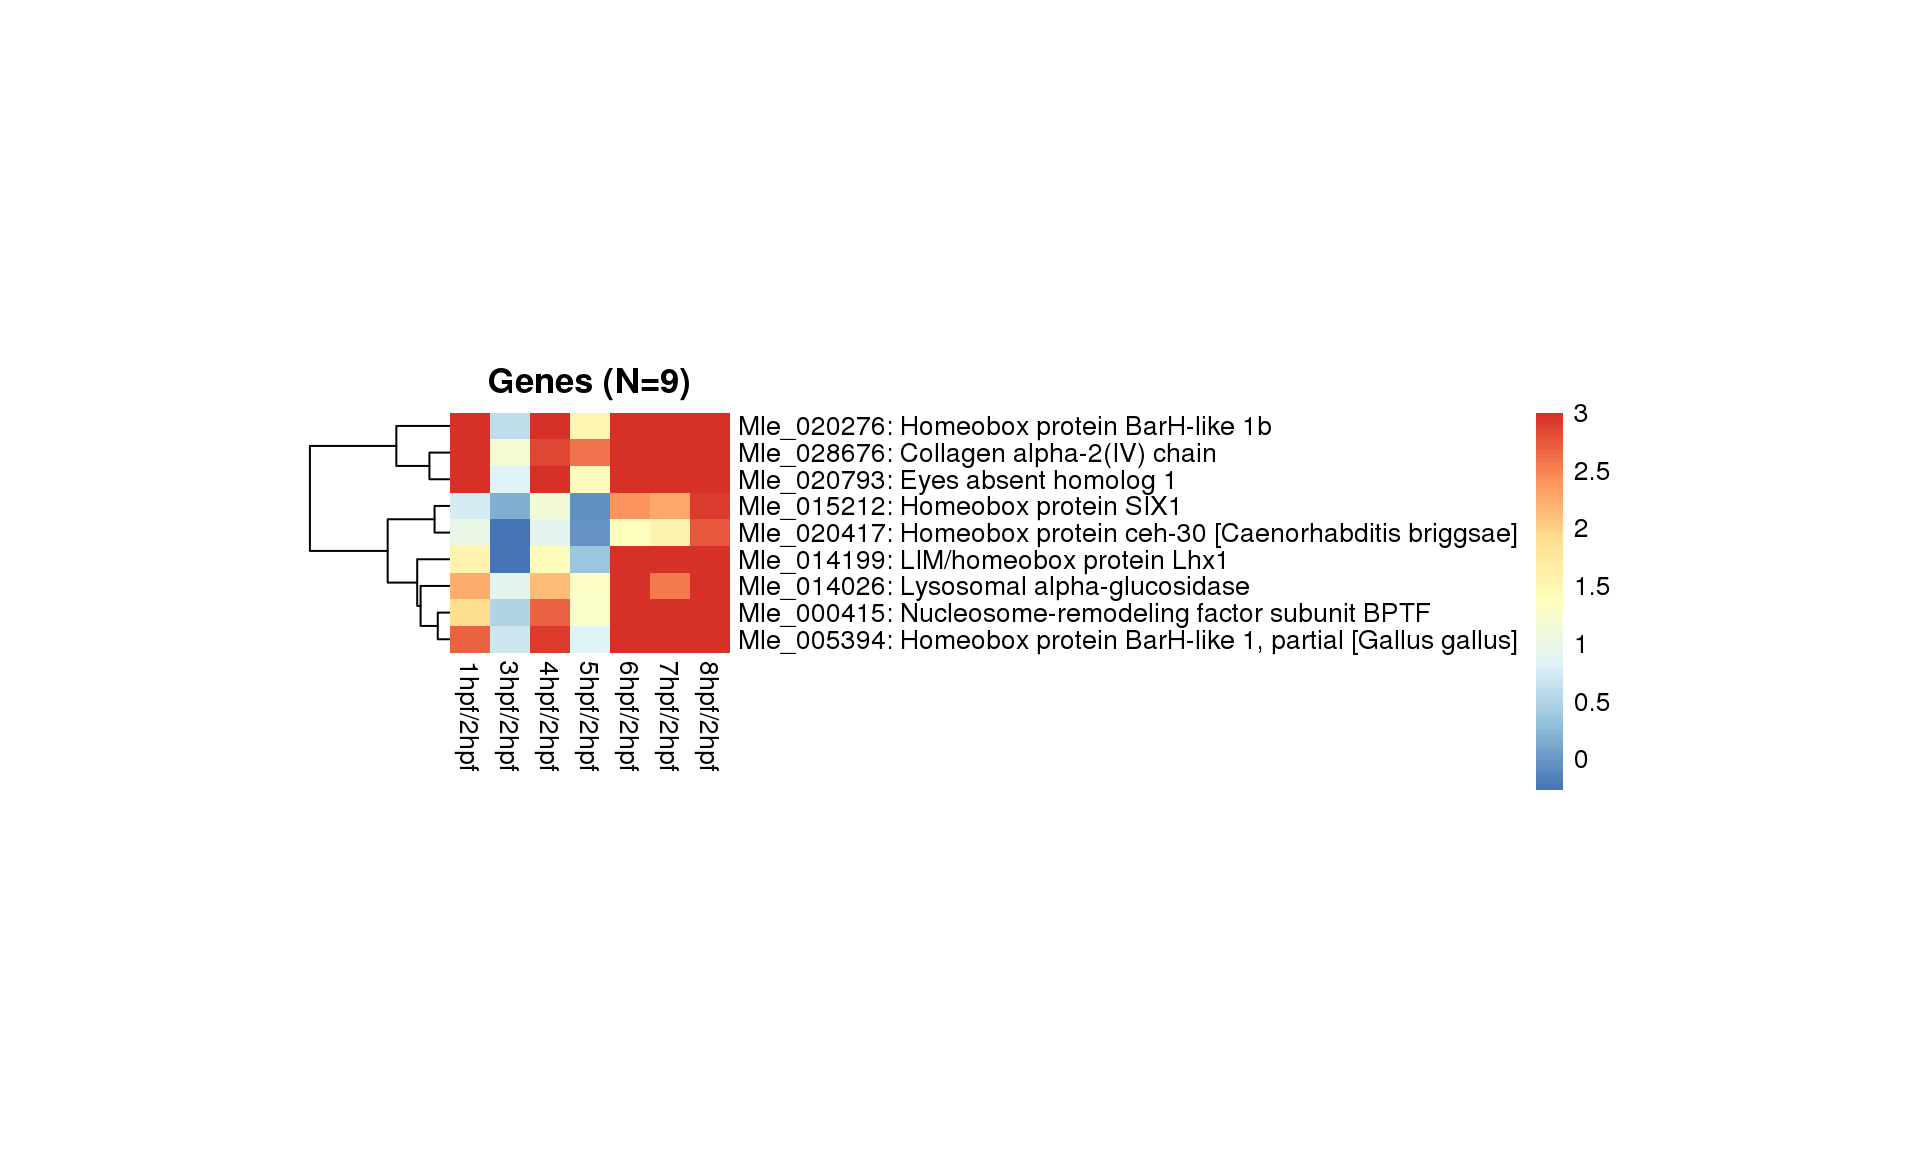 Genes (N=9)
Mle_020276: Homeobox protein BarH-like 1b
Mle_028676: Collagen alpha-2(IV) chain
Mle_020793: Eyes absent homolog 1
Mle_015212: Homeobox protein SIX1
Mle_020417: Homeobox protein ceh-30 [Caenorhabditis briggsae]
Mle_014199: LIM/homeobox protein Lhx1
Mle_014026: Lysosomal alpha-glucosidase
Mle_000415: Nucleosome-remodeling factor subunit BPTF
Mle_005394: Homeobox protein BarH-like 1, partial [Gallus gallus]
1hpf/2hpf
3hpf/2hpf
4hpf/2hpf
5hpf/2hpf
6hpf/2hpf
7hpf/2hpf
8hpf/2hpf
3
2.5
2
1.5
1
0.5
0